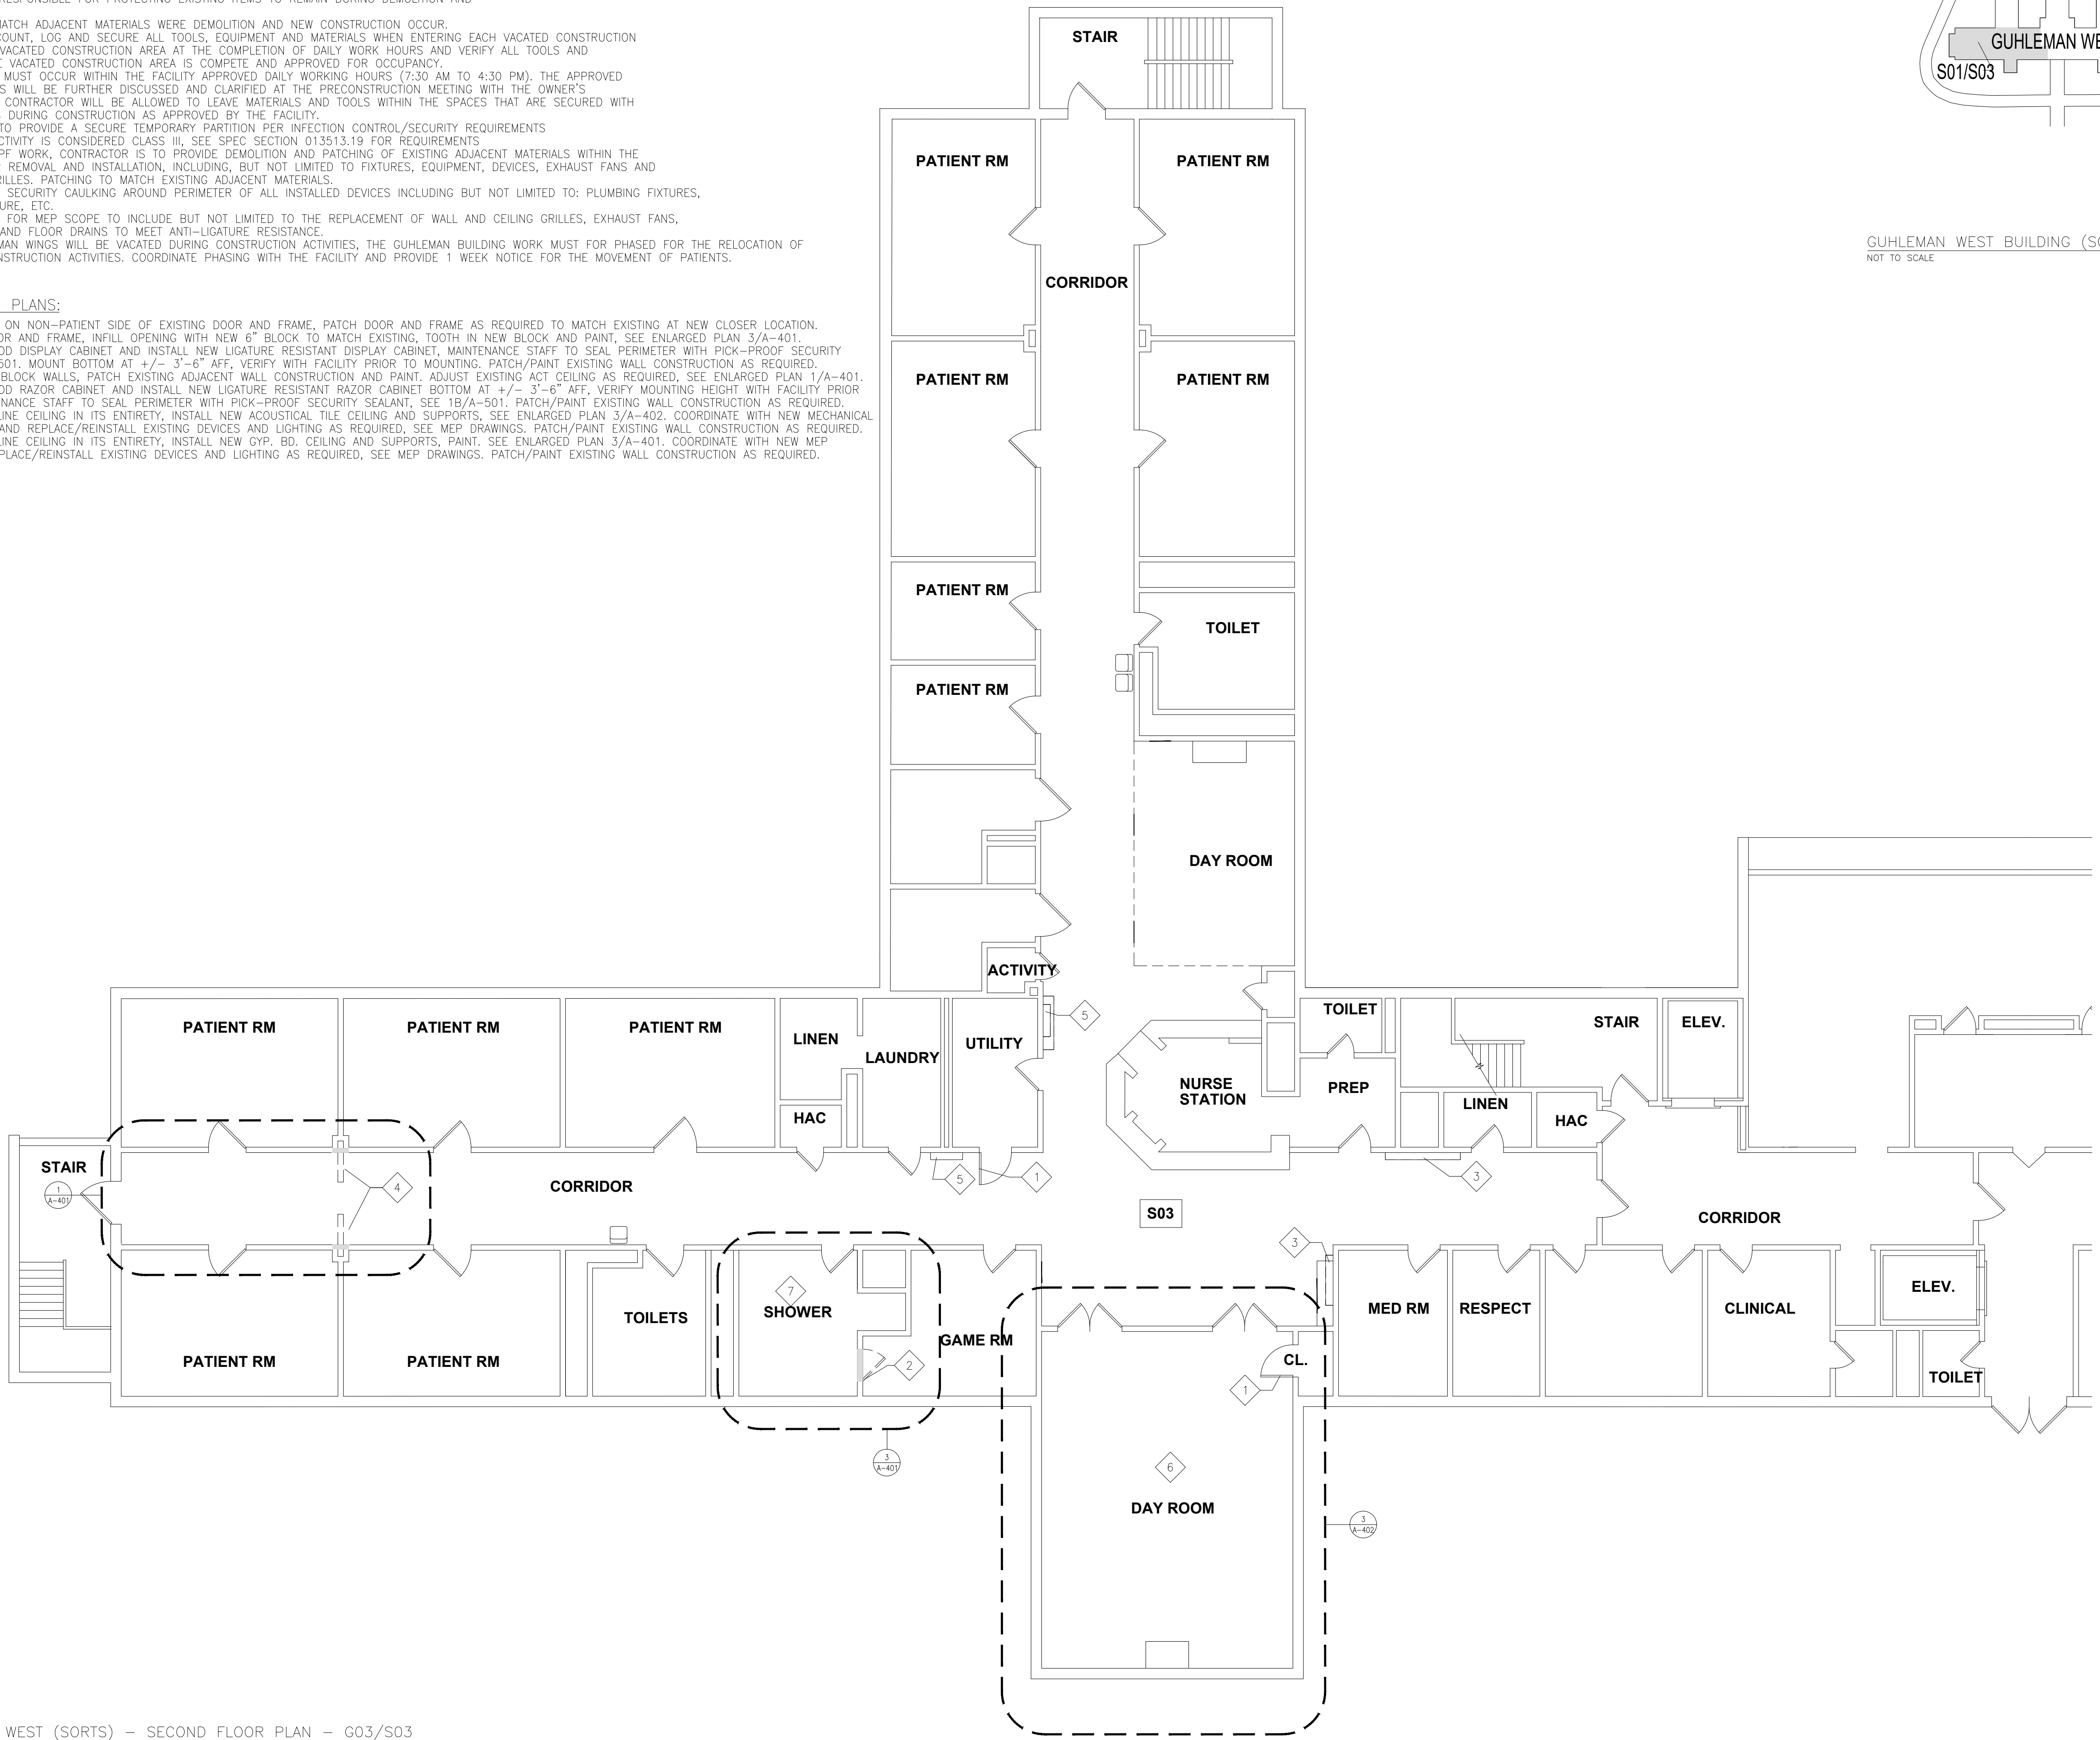 RESPONSIBLE FOR PROTECTING EXISTING ITEMS TO REMAIN DURING DEMOLITION AND
MATCH ADJACENT MATERIALS WERE DEMOLITION AND NEW CONSTRUCTION OCCUR.
COUNT, LOG AND SECURE ALL TOOLS, EQUIPMENT AND MATERIALS WHEN ENTERING EACH VACATED CONSTRUCTION
VACATED CONSTRUCTION AREA AT THE COMPLETION OF DAILY WORK HOURS AND VERIFY ALL TOOLS AND
VACATED CONSTRUCTION AREA IS COMPETE AND APPROVED FOR OCCUPANCY.
MUST OCCUR WITHIN THE FACILITY APPROVED DAILY WORKING HOURS (7:30 AM TO 4:30 PM). THE APPROVED
WILL BE FURTHER DISCUSSED AND CLARIFIED AT THE PRECONSTRUCTION MEETING WITH THE OWNER'S
CONTRACTOR WILL BE ALLOWED TO LEAVE MATERIALS AND TOOLS WITHIN THE SPACES THAT ARE SECURED WITH
DURING CONSTRUCTION AS APPROVED BY THE FACILITY.
TO PROVIDE A SECURE TEMPORARY PARTITION PER INFECTION CONTROL/SECURITY REQUIREMENTS
CTIVITY IS CONSIDERED CLASS III, SEE SPEC SECTION 013513.19 FOR REQUIREMENTS
PF WORK, CONTRACTOR IS TO PROVIDE DEMOLITION AND PATCHING OF EXISTING ADJACENT MATERIALS WITHIN THE
REMOVAL AND INSTALLATION, INCLUDING, BUT NOT LIMITED TO FIXTURES, EQUIPMENT, DEVICES, EXHAUST FANS AND
RILLES. PATCHING TO MATCH EXISTING ADJACENT MATERIALS.
SECURITY CAULKING AROUND PERIMETER OF ALL INSTALLED DEVICES INCLUDING BUT NOT LIMITED TO: PLUMBING FIXTURES,
URE, ETC.
FOR MEP SCOPE TO INCLUDE BUT NOT LIMITED TO THE REPLACEMENT OF WALL AND CEILING GRILLES, EXHAUST FANS,
AND FLOOR DRAINS TO MEET ANTI-LIGATURE RESISTANCE.
MAN WINGS WILL BE VACATED DURING CONSTRUCTION ACTIVITIES, THE GUHLEMAN BUILDING WORK MUST FOR PHASED FOR THE RELOCATION OF
NSTRUCTION ACTIVITIES. COORDINATE PHASING WITH THE FACILITY AND PROVIDE 1 WEEK NOTICE FOR THE MOVEMENT OF PATIENTS.
PLANS:
ON NON-PATIENT SIDE OF EXISTING DOOR AND FRAME, PATCH DOOR AND FRAME AS REQUIRED TO MATCH EXISTING AT NEW CLOSER LOCATION.
OR AND FRAME, INFILL OPENING WITH NEW 6" BLOCK TO MATCH EXISTING, TOOTH IN NEW BLOCK AND PAINT, SEE ENLARGED PLAN 3/A-401.
OD DISPLAY CABINET AND INSTALL NEW LIGATURE RESISTANT DISPLAY CABINET, MAINTENANCE STAFF TO SEAL PERIMETER WITH PICK-PROOF SECURITY
501. MOUNT BOTTOM AT +/- 3'-6" AFF, VERIFY WITH FACILITY PRIOR TO MOUNTING. PATCH/PAINT EXISTING WALL CONSTRUCTION AS REQUIRED.
BLOCK WALLS, PATCH EXISTING ADJACENT WALL CONSTRUCTION AND PAINT. ADJUST EXISTING ACT CEILING AS REQUIRED, SEE ENLARGED PLAN 1/A-401.
OD RAZOR CABINET AND INSTALL NEW LIGATURE RESISTANT RAZOR CABINET BOTTOM AT +/- 3'-6" AFF, VERIFY MOUNTING HEIGHT WITH FACILITY PRIOR
NANCE STAFF TO SEAL PERIMETER WITH PICK-PROOF SECURITY SEALANT, SEE 1B/A-501. PATCH/PAINT EXISTING WALL CONSTRUCTION AS REQUIRED.
LINE CEILING IN ITS ENTIRETY, INSTALL NEW ACOUSTICAL TILE CEILING AND SUPPORTS, SEE ENLARGED PLAN 3/A-402. COORDINATE WITH NEW MECHANICAL
AND REPLACE/REINSTALL EXISTING DEVICES AND LIGHTING AS REQUIRED, SEE MEP DRAWINGS. PATCH/PAINT EXISTING WALL CONSTRUCTION AS REQUIRED.
LINE CEILING IN ITS ENTIRETY, INSTALL NEW GYP. BD. CEILING AND SUPPORTS, PAINT. SEE ENLARGED PLAN 3/A-401. COORDINATE WITH NEW MEP
PLACE/REINSTALL EXISTING DEVICES AND LIGHTING AS REQUIRED, SEE MEP DRAWINGS. PATCH/PAINT EXISTING WALL CONSTRUCTION AS REQUIRED.
GUHLEMAN WE
S01/S03
GUHLEMAN WEST BUILDING (S
NOT TO SCALE
STAIR
PATIENT RM
PATIENT RM
CORRIDOR
PATIENT RM
PATIENT RM
PATIENT RM
TOILET
PATIENT RM
DAY ROOM
ACTIVITY
5
PATIENT RM
PATIENT RM
PATIENT RM
LINEN
LAUNDRY
UTILITY
HAC
NURSE
STATION
TOILET
PREP
STAIR
ELEV.
LINEN
HAC
STAIR
1
A-401
4
CORRIDOR
5
1
3
S03
CORRIDOR
3
7
SHOWER
TOILETS
GAME RM
2
PATIENT RM
PATIENT RM
CL.
1
MED RM
RESPECT
CLINICAL
ELEV.
TOILET
3
A-401
6
DAY ROOM
3
A-402
WEST (SORTS) - SECOND FLOOR PLAN - G03/S03